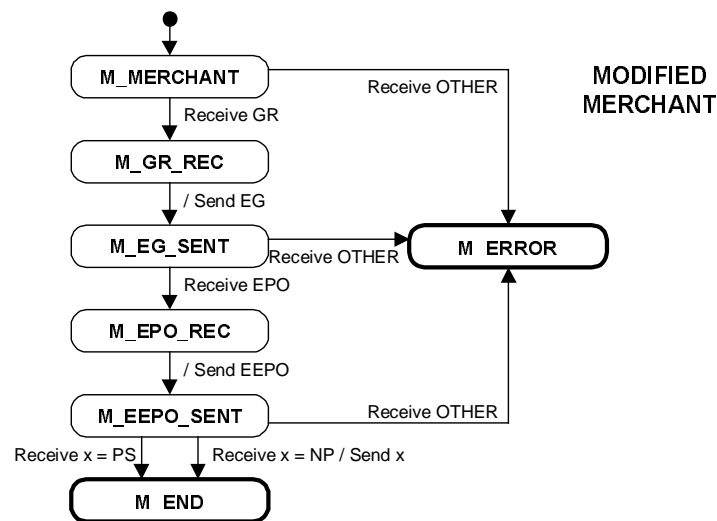 M_MERCHANT
MODIFIED
MERCHANT
Receive OTHER
Receive GR
M_GR_REC
/ Send EG
M_EG_SENT
M ERROR
Receive OTHER
Receive EPO
M_EPO_REC
/ Send EEPO
M_EEPO_SENT
Receive OTHER
Receive x = PS
Receive x = NP / Send x
M END